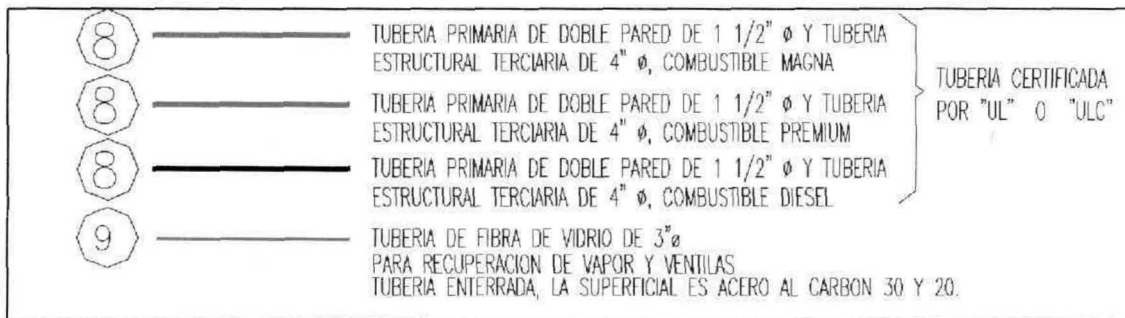 8 TUBERIA PRIMARIA DE DOBLE PARED DE 1 1/2" ø Y TUBERIA
ESTRUCTURAL TERCIARIA DE 4" ø, COMBUSTIBLE MAGNA
8 TUBERIA PRIMARIA DE DOBLE PARED DE 1 1/2" ø Y TUBERIA
ESTRUCTURAL TERCIARIA DE 4" ø, COMBUSTIBLE PREMIUM
8 TUBERIA PRIMARIA DE DOBLE PARED DE 1 1/2" ø Y TUBERIA
ESTRUCTURAL TERCIARIA DE 4" ø, COMBUSTIBLE DIESEL
TUBERIA CERTIFICADA
POR "UL" O "ULC"
9 TUBERIA DE FIBRA DE VIDRIO DE 3"ø
PARA RECUPERACION DE VAPOR Y VENTILAS
TUBERIA ENTERRADA, LA SUPERFICIAL ES ACERO AL CARBON 30 Y 20.